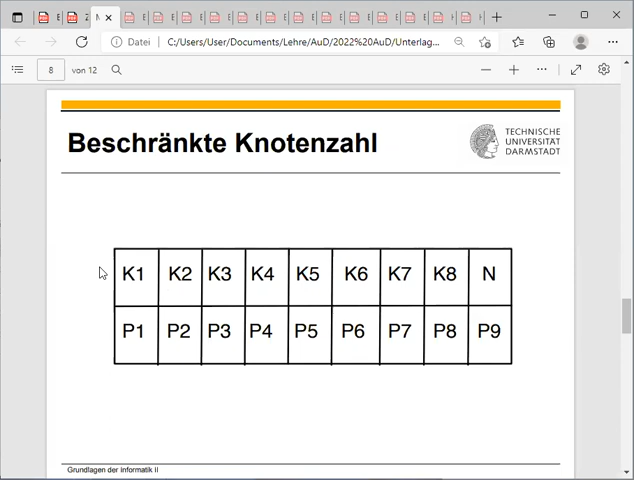 Datei
C:/Users/User/Documents/Lehre/AuD/2022%20AuD/Unterlag...
8
von 12
Beschränkte Knotenzahl
TECHNISCHE
UNIVERSITÄT
DARMSTADT
K1 K2 K3 K4 K5 K6 K7 K8 N
P1 P2 P3 P4 P5 P6 P7 P8 P9
Grundlagen der Informatik II